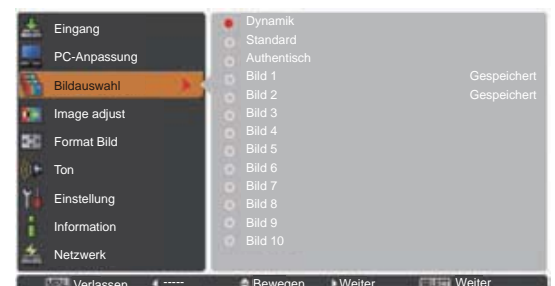 Eingang
PC-Anpassung
Bildauswahl
Image adjust
Format Bild
Ton
Einstellung
Information
Netzwerk
Dynamik
Standard
Authentisch
Bild 1 Gespeichert
Bild 2 Gespeichert
Bild 3
Bild 4
Bild 5
Bild 6
Bild 7
Bild 8
Bild 9
Bild 10
Verlassen ----- Bewegen Weiter Weiter